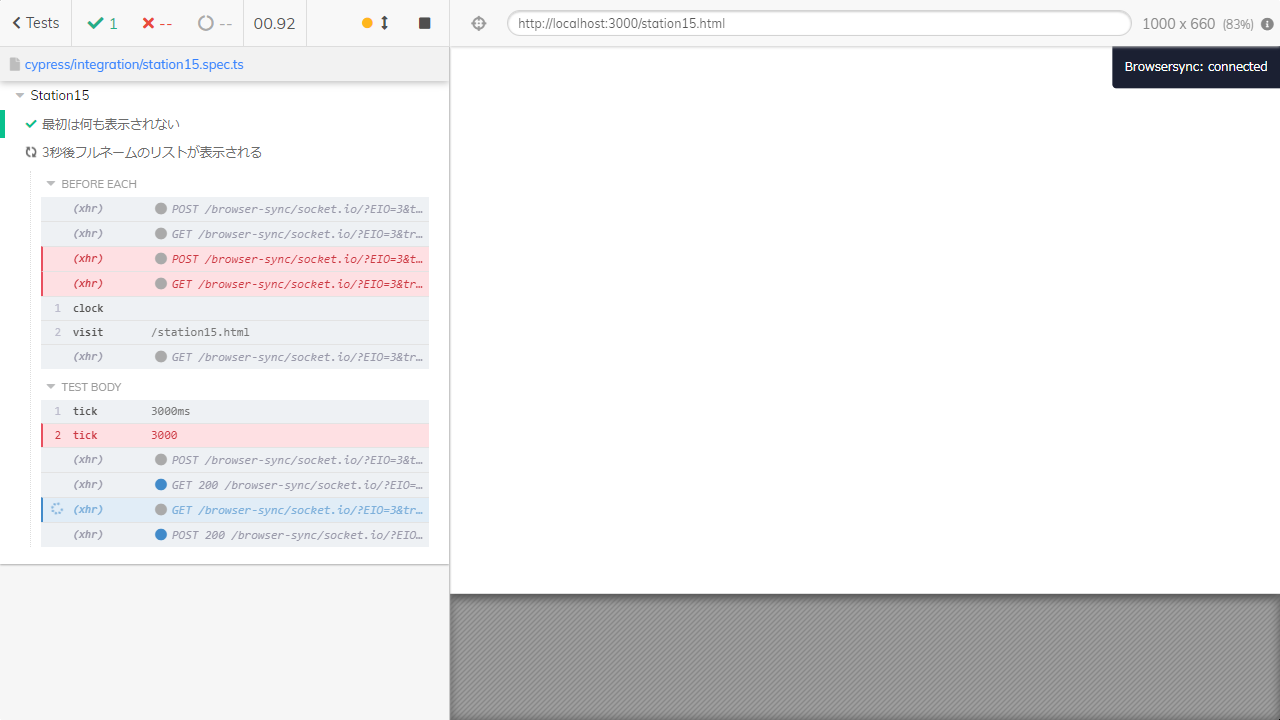 Tests 1 -- -- 00.92
http://localhost:3000/station15.html 1000 x 660 (83%)
cypress/integration/station15.spec.ts
Browsersync: connected
Station15
最初は何も表示されない
3秒後フルネームのリストが表示される
BEFORE EACH
(xhr) POST /browser-sync/socket.io/?EIO=3&t…
(xhr) GET /browser-sync/socket.io/?EIO=3&tr…
(xhr) POST /browser-sync/socket.io/?EIO=3&t…
(xhr) GET /browser-sync/socket.io/?EIO=3&tr…
1 clock
2 visit /station15.html
(xhr) GET /browser-sync/socket.io/?EIO=3&tr…
TEST BODY
1 tick 3000ms
2 tick 3000
(xhr) POST /browser-sync/socket.io/?EIO=3&t…
(xhr) GET 200 /browser-sync/socket.io/?EIO=…
(xhr) GET /browser-sync/socket.io/?EIO=3&tr…
(xhr) POST 200 /browser-sync/socket.io/?EIO…